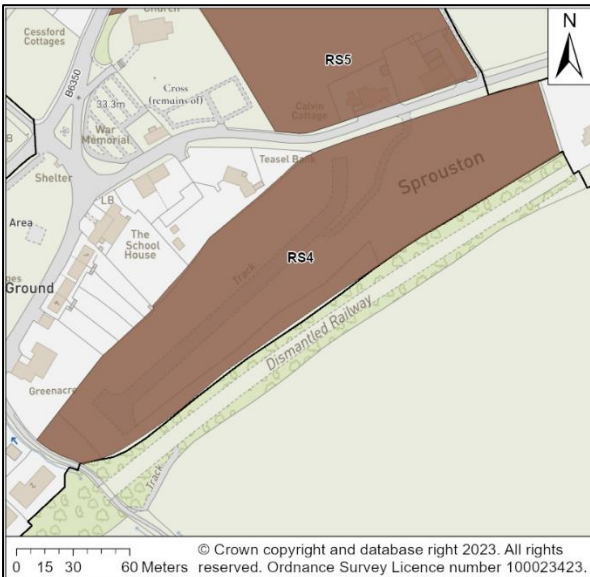 Cessford
Cottages
Church
N
B6350
RS5
Cross
(remains of)
33.3m
Calvin
Cottage
War
Memorial
B
Teasel Bank
Sprouston
Shelter
LB
Area
The
School
House
Track
RS4
Ground
Dismantled Railway
Greenacre
Track
0 15 30 60 Meters
© Crown copyright and database right 2023. All rights
reserved. Ordnance Survey Licence number 100023423.